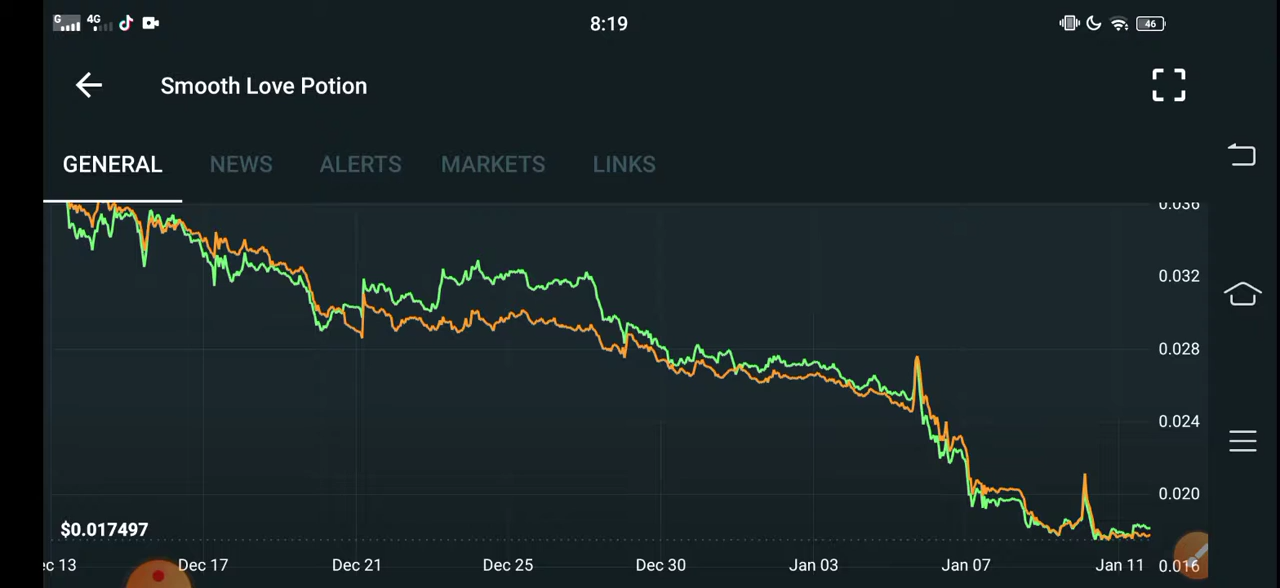 G 4G 8:19 46
Smooth Love Potion
GENERAL NEWS ALERTS MARKETS LINKS
0.036
0.032
0.028
0.024
0.020
$0.017497
0.016
ec 13 Dec 17 Dec 21 Dec 25 Dec 30 Jan 03 Jan 07 Jan 11